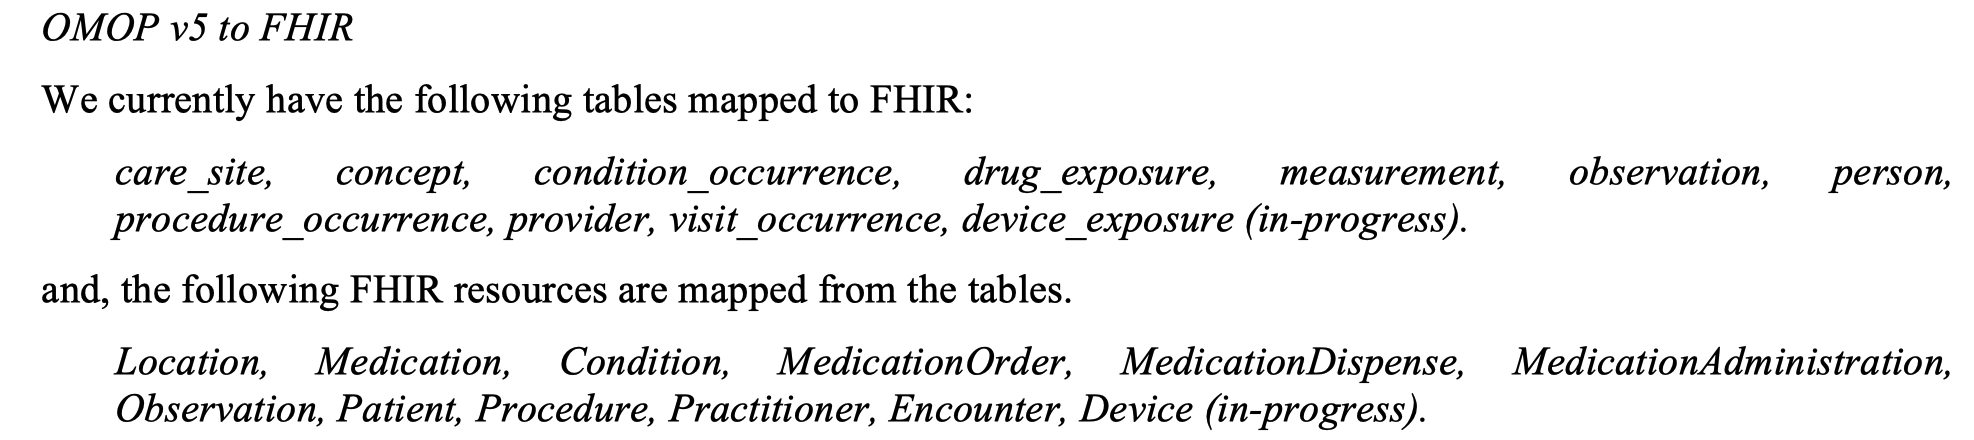 OMOP v5 to FHIR
We currently have the following tables mapped to FHIR:
care_site, concept, condition_occurrence, drug_exposure, measurement, observation, person,
procedure_occurrence, provider, visit_occurrence, device_exposure (in-progress).
and, the following FHIR resources are mapped from the tables.
Location, Medication, Condition, MedicationOrder, MedicationDispense, MedicationAdministration,
Observation, Patient, Procedure, Practitioner, Encounter, Device (in-progress).